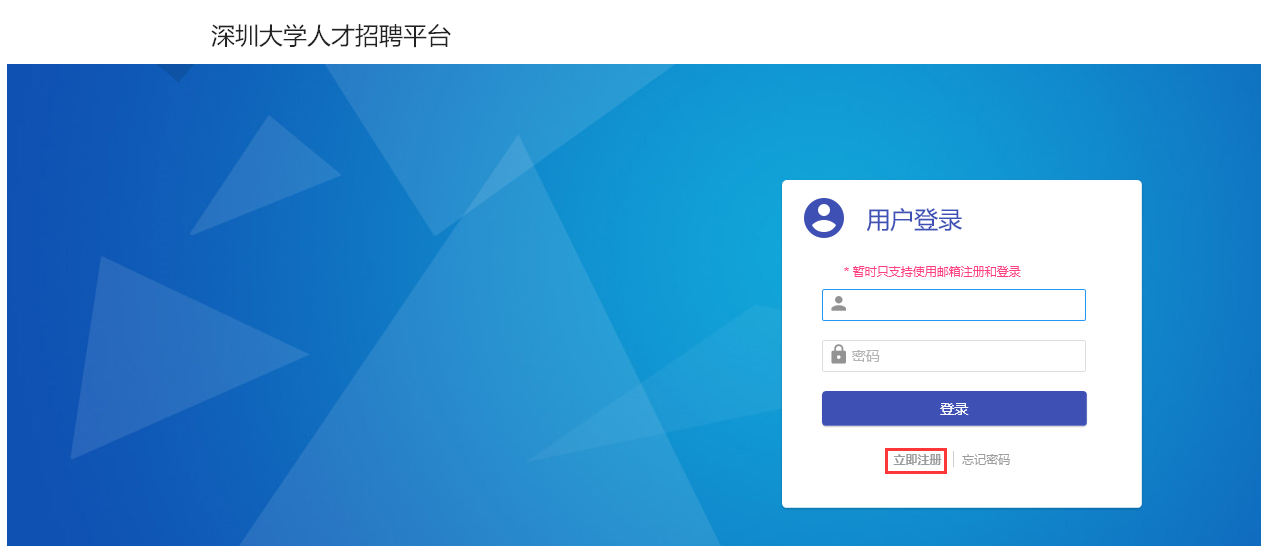 深圳大学人才招聘平台
用户登录
* 暂时只支持使用邮箱注册和登录
密码
登录
立即注册 忘记密码